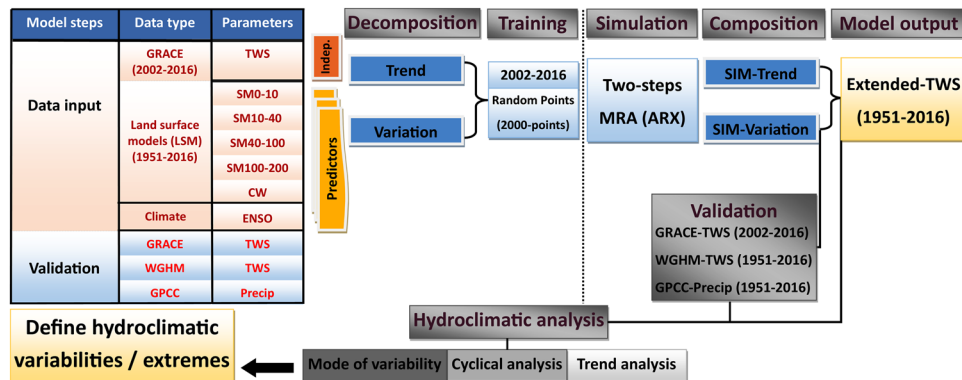 Model steps
Data type
Parameters
Data input
GRACE
(2002-2016)
TWS
Land surface
models (LSM)
(1951-2016)
SM0-10
SM10-40
SM40-100
SM100-200
CW
Climate
ENSO
Validation
GRACE
TWS
WGHM
TWS
GPCC
Precip
Indep.
Predictors
Decomposition
Training
Trend
Variation
2002-2016
Random Points
(2000-points)
Simulation
Composition
Model output
Two-steps
MRA (ARX)
SIM-Trend
SIM-Variation
Extended-TWS
(1951-2016)
Validation
GRACE-TWS (2002-2016)
WGHM-TWS (1951-2016)
GPCC-Precip (1951-2016)
Hydroclimatic analysis
Mode of variability
Cyclical analysis
Trend analysis
Define hydroclimatic
variabilities / extremes